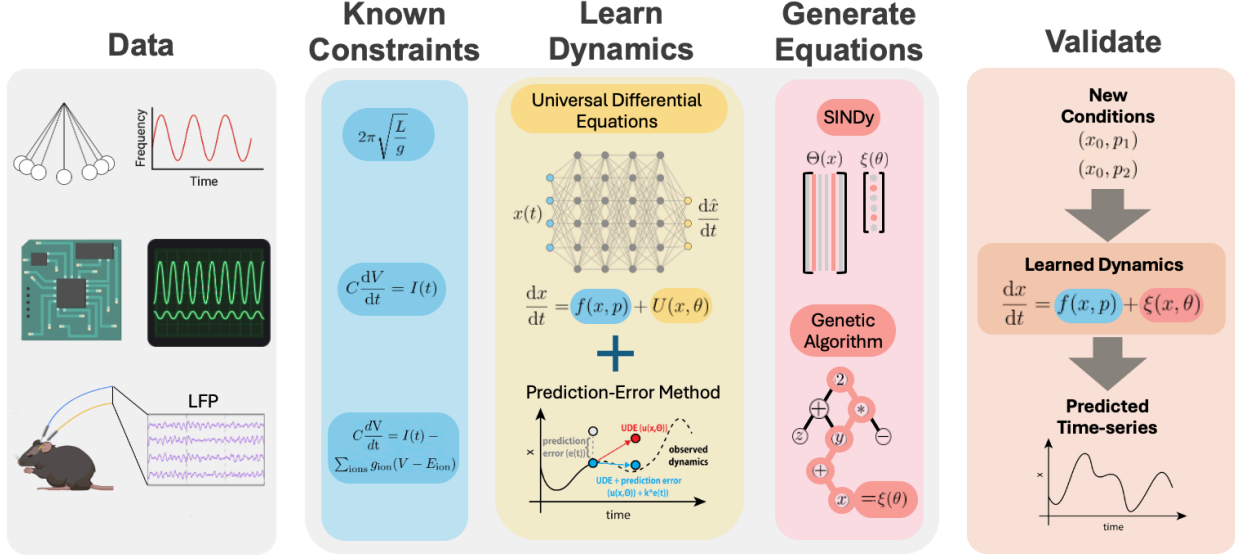 Data
Known
Constraints
Learn
Dynamics
Generate
Equations
Validate
Frequency
Time
LFP
2π√(L/g)
C dV/dt = I(t)
C dV/dt = I(t) −
∑ions gion(V − Eion)
Universal Differential
Equations
x(t)
dx̂/dt
dx/dt = f(x, p) + U(x, θ)
+
Prediction-Error Method
x
prediction
error (e(t))
UDE (u(x,Θ))
observed
dynamics
UDE + prediction error
(u(x,Θ)) + k*e(t))
time
SINDy
Θ(x) ξ(θ)
Genetic
Algorithm
2
+ *
z y −
+
x =ξ(θ)
New
Conditions
(x₀, p₁)
(x₀, p₂)
Learned Dynamics
dx/dt = f(x, p) + ξ(x, θ)
Predicted
Time-series
x
time